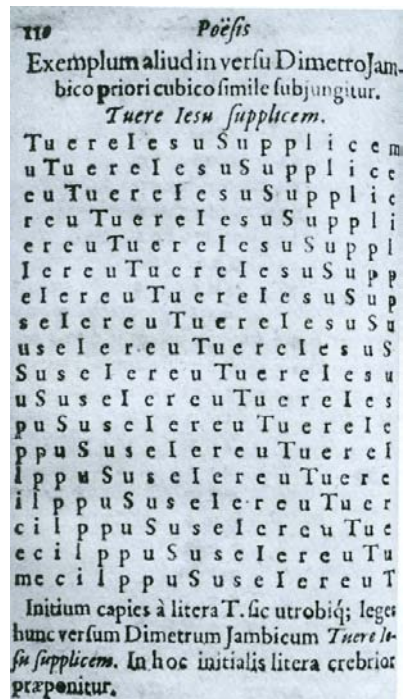 110 Poësis
Exemplum aliud in versu Dimetro Jam-
bico priori cubico simile subjungitur.
Tuere Iesu supplicem.
T u e r e I e s u S u p p l i c e m
u T u e r e I e s u S u p p l i c e
e u T u e r e I e s u S u p p l i c
r e u T u e r e I e s u S u p p l i
e r e u T u e r e I e s u S u p p l
I e r e u T u e r e I e s u S u p p
e I e r e u T u e r e I e s u S u p
s e I e r e u T u e r e I e s u S u
u s e I e r e u T u e r e I e s u S
S u s e I e r e u T u e r e I e s u
u S u s e I e r e u T u e r e I e s
p u S u s e I e r e u T u e r e I e
p p u S u s e I e r e u T u e r e I
l p p u S u s e I e r e u T u e r e
i l p p u S u s e I e r e u T u e r
c i l p p u S u s e I e r e u T u e
e c i l p p u S u s e I e r e u T u
m e c i l p p u S u s e I e r e u T
Initium capies à litera T. sic utrobiq́; leges
hunc versum Dimetrum Jambicum Tuere Ie-
su supplicem. In hoc initialis litera crebrior
præponitur.